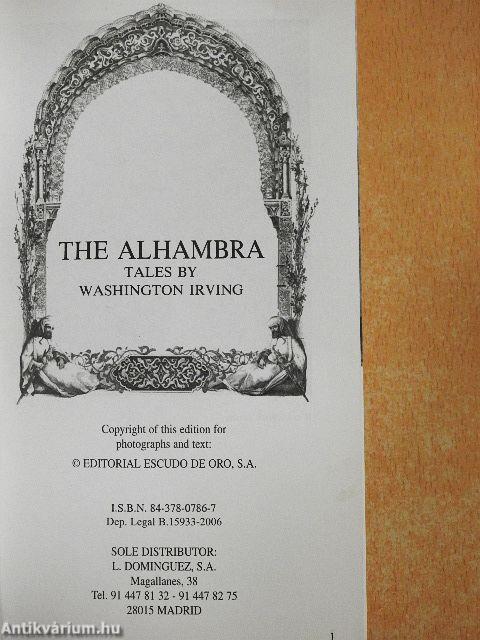 THE ALHAMBRA
TALES BY
WASHINGTON IRVING
Copyright of this edition for
photographs and text:
© EDITORIAL ESCUDO DE ORO, S.A.
I.S.B.N. 84-378-0786-7
Dep. Legal B.15933-2006
SOLE DISTRIBUTOR:
L. DOMINGUEZ, S.A.
Magallanes, 38
Tel. 91 447 81 32 - 91 447 82 75
28015 MADRID
1
Antikvárium.hu